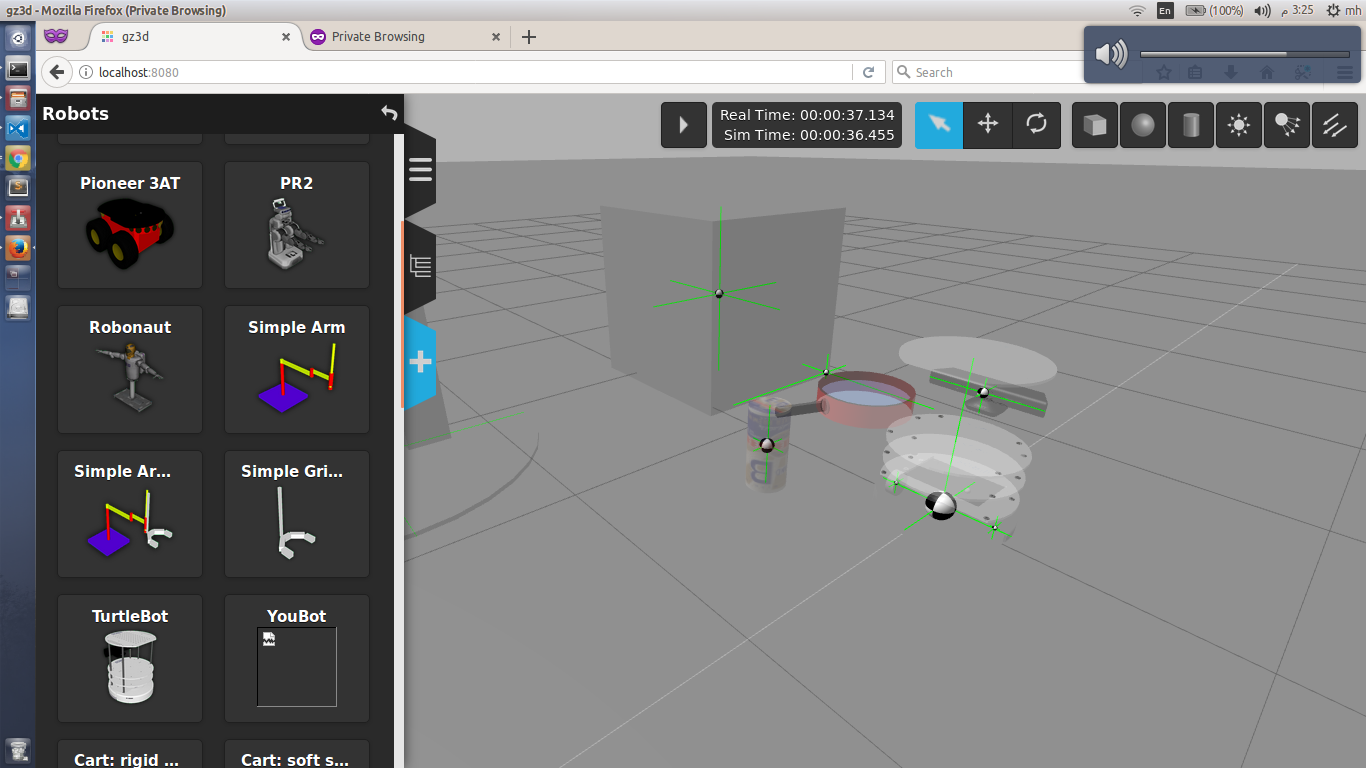 gz3d - Mozilla Firefox (Private Browsing)
En
(100%)
3:25 م
mh
gz3d
Private Browsing
localhost:8080
Search
Robots
Real Time: 00:00:37.134
Sim Time: 00:00:36.455
Pioneer 3AT
PR2
Robonaut
Simple Arm
Simple Ar...
Simple Gri...
TurtleBot
YouBot
Cart: rigid ...
Cart: soft s...